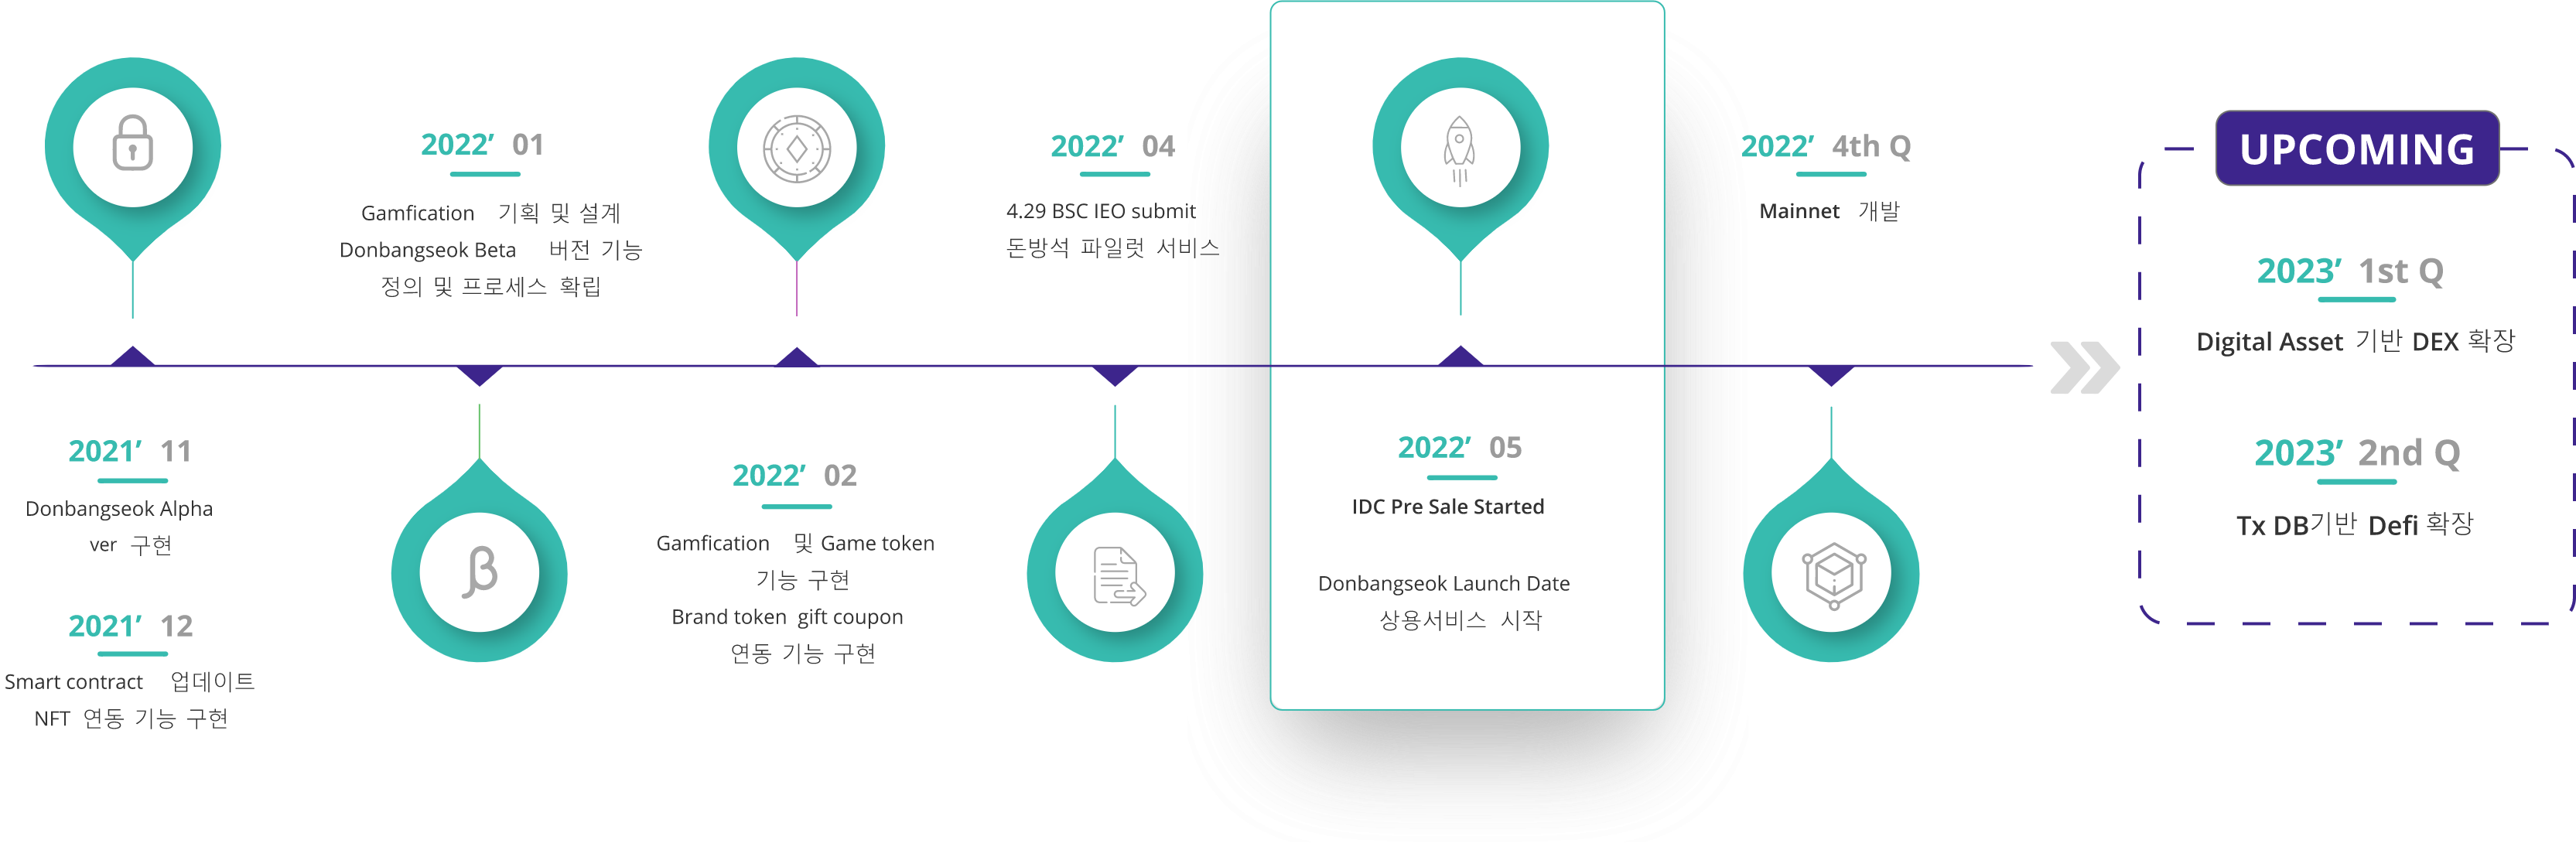 2021’ 11
Donbangseok Alpha
ver 구현
2021’ 12
Smart contract 업데이트
NFT 연동 기능 구현
2022’ 01
Gamfication 기획 및 설계
Donbangseok Beta 버전 기능
정의 및 프로세스 확립
β
2022’ 02
Gamfication 및 Game token
기능 구현
Brand token gift coupon
연동 기능 구현
2022’ 04
4.29 BSC IEO submit
돈방석 파일럿 서비스
2022’ 05
IDC Pre Sale Started
Donbangseok Launch Date
상용서비스 시작
2022’ 4th Q
Mainnet 개발
UPCOMING
2023’ 1st Q
Digital Asset 기반 DEX 확장
2023’ 2nd Q
Tx DB기반 Defi 확장